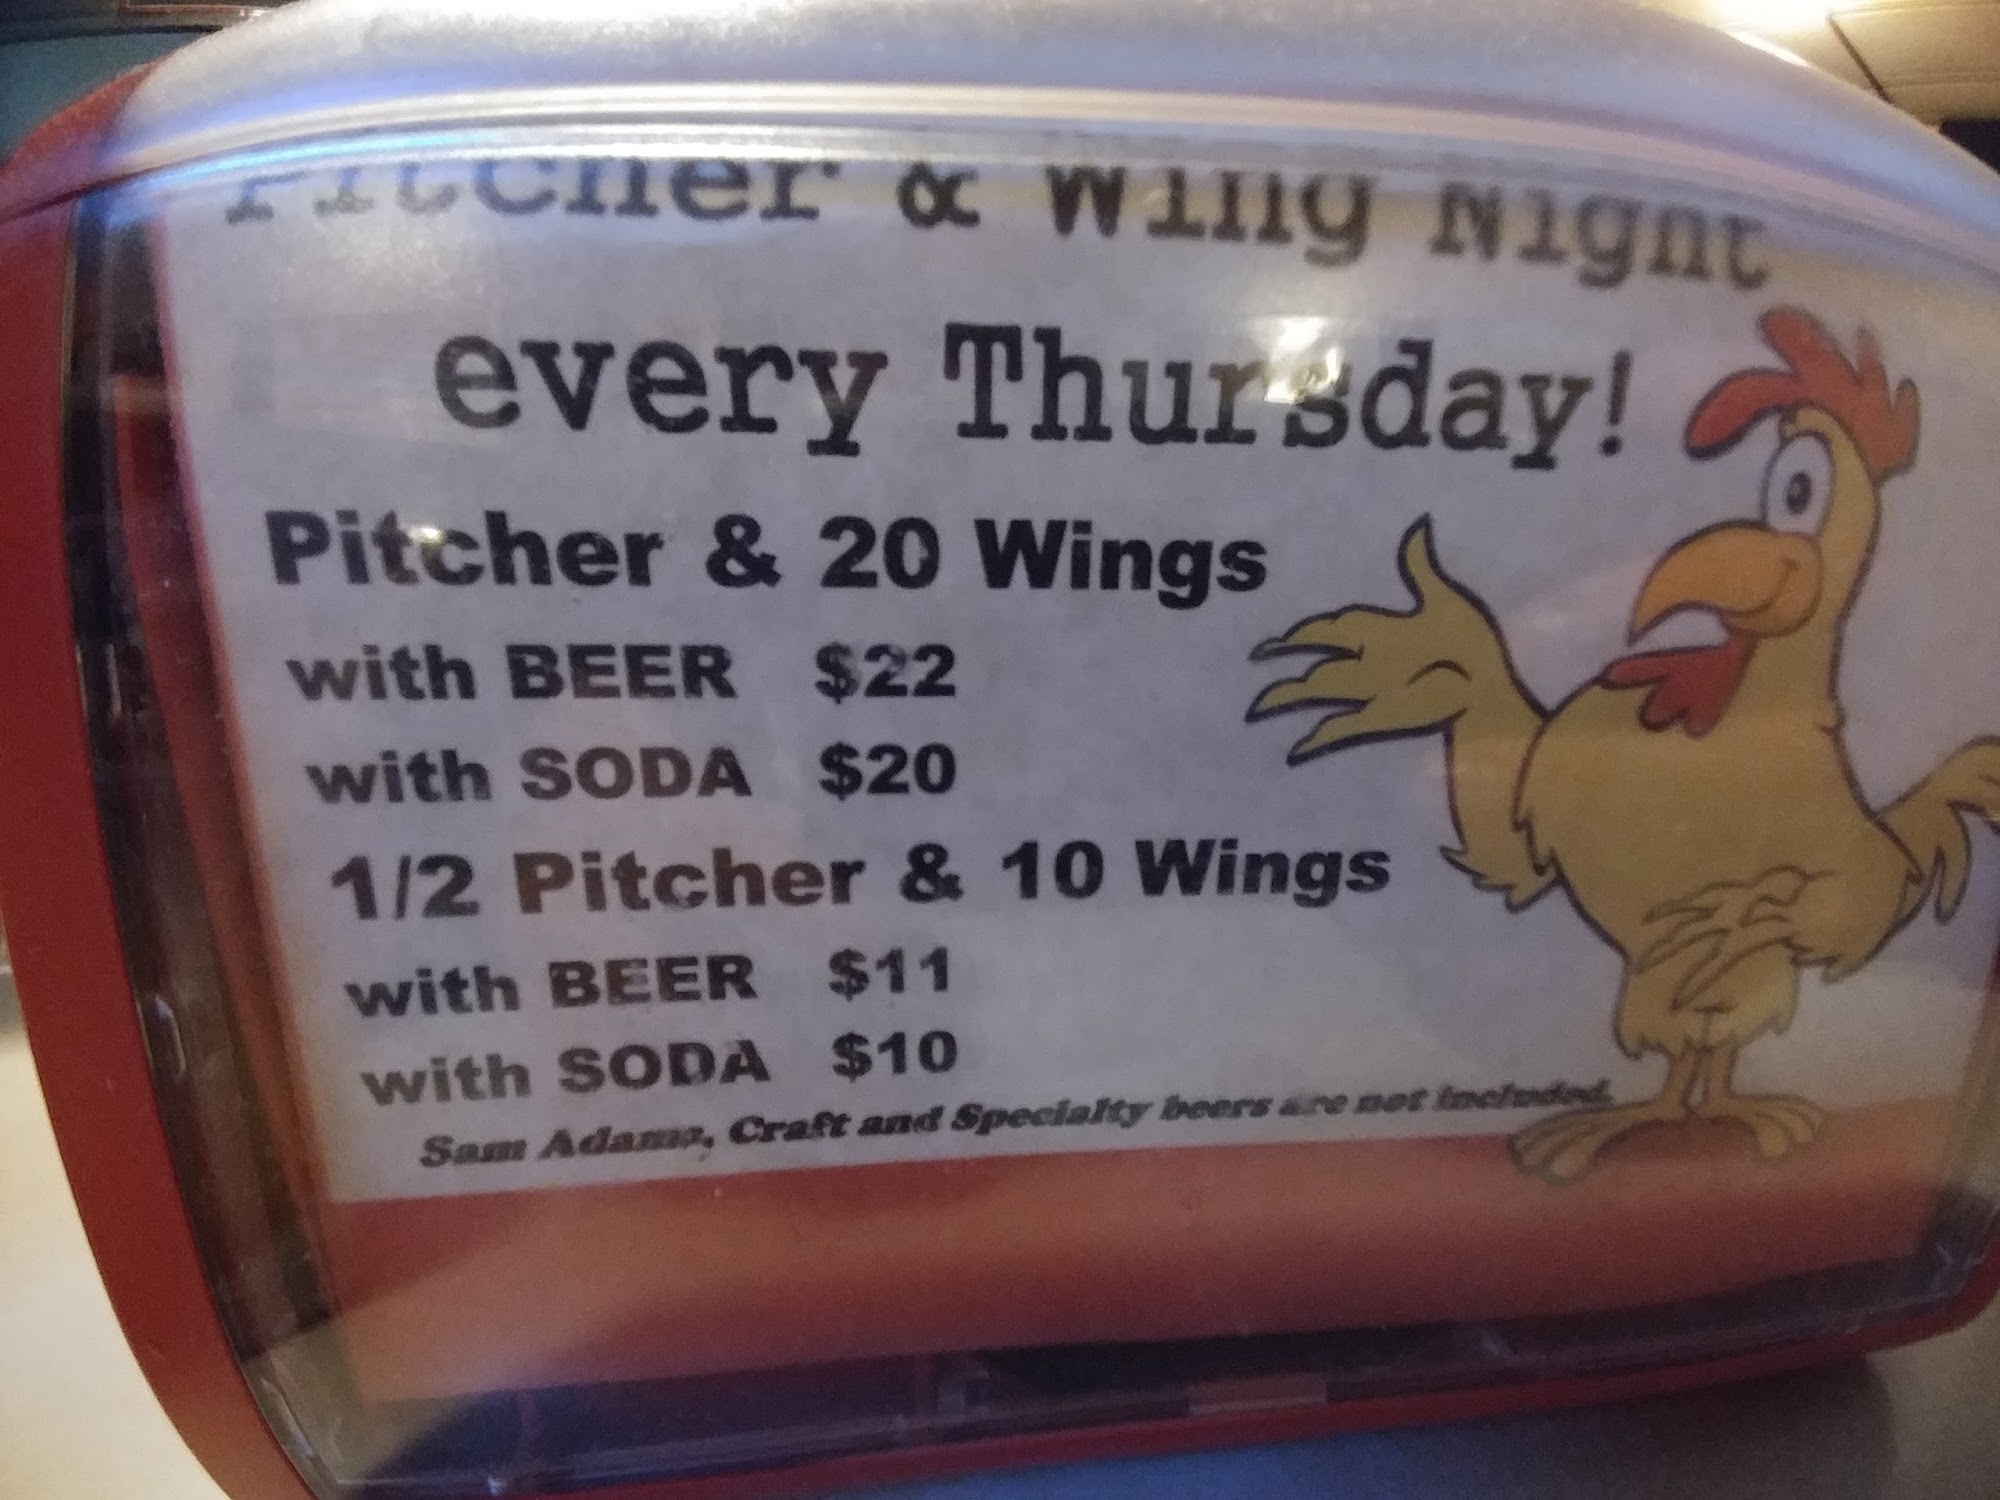 Pitcher & Wing Night
every Thursday!
Pitcher & 20 Wings
with BEER $22
with SODA $20
1/2 Pitcher & 10 Wings
with BEER $11
with SODA $10
Sam Adams, Craft and Specialty beers are not included.